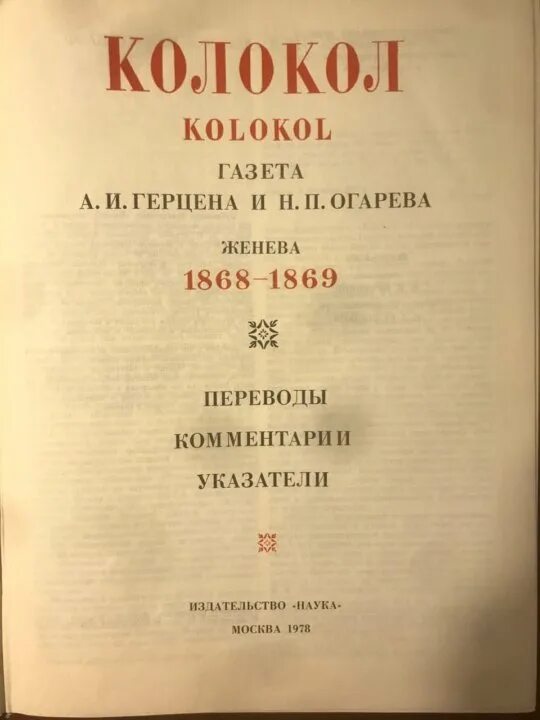 КОЛОКОЛ
KOLOKOL
ГАЗЕТА
А. И. ГЕРЦЕНА И Н. П. ОГАРЕВА
ЖЕНЕВА
1868–1869
ПЕРЕВОДЫ
КОММЕНТАРИИ
УКАЗАТЕЛИ
ИЗДАТЕЛЬСТВО «НАУКА»
МОСКВА 1978